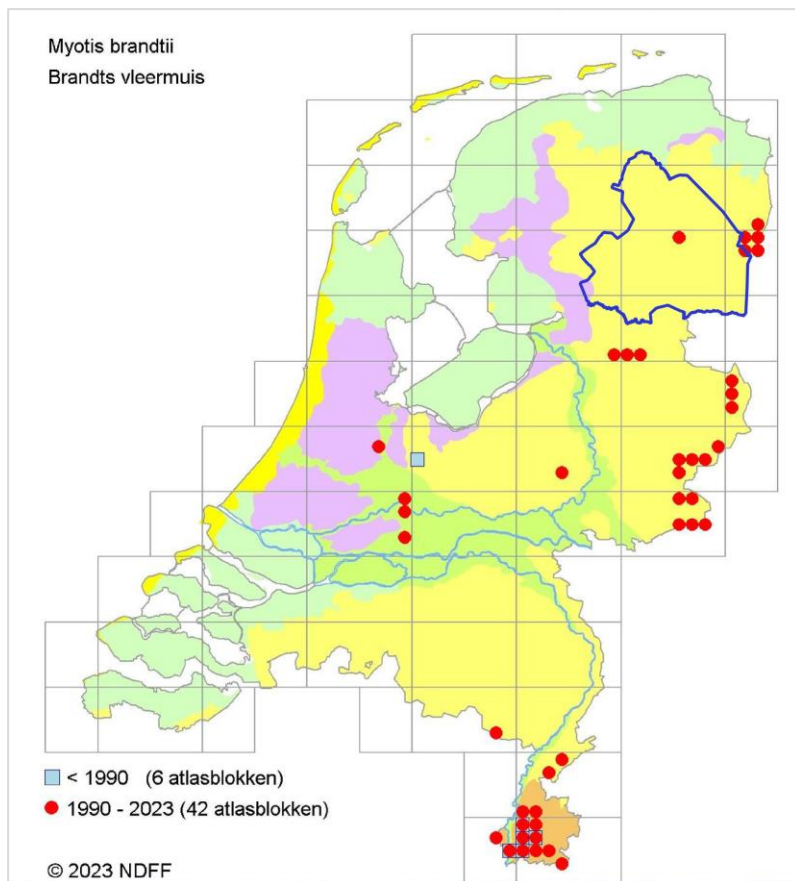 Myotis brandtii
Brandts vleermuis
< 1990 (6 atlasblokken)
1990 - 2023 (42 atlasblokken)
© 2023 NDFF